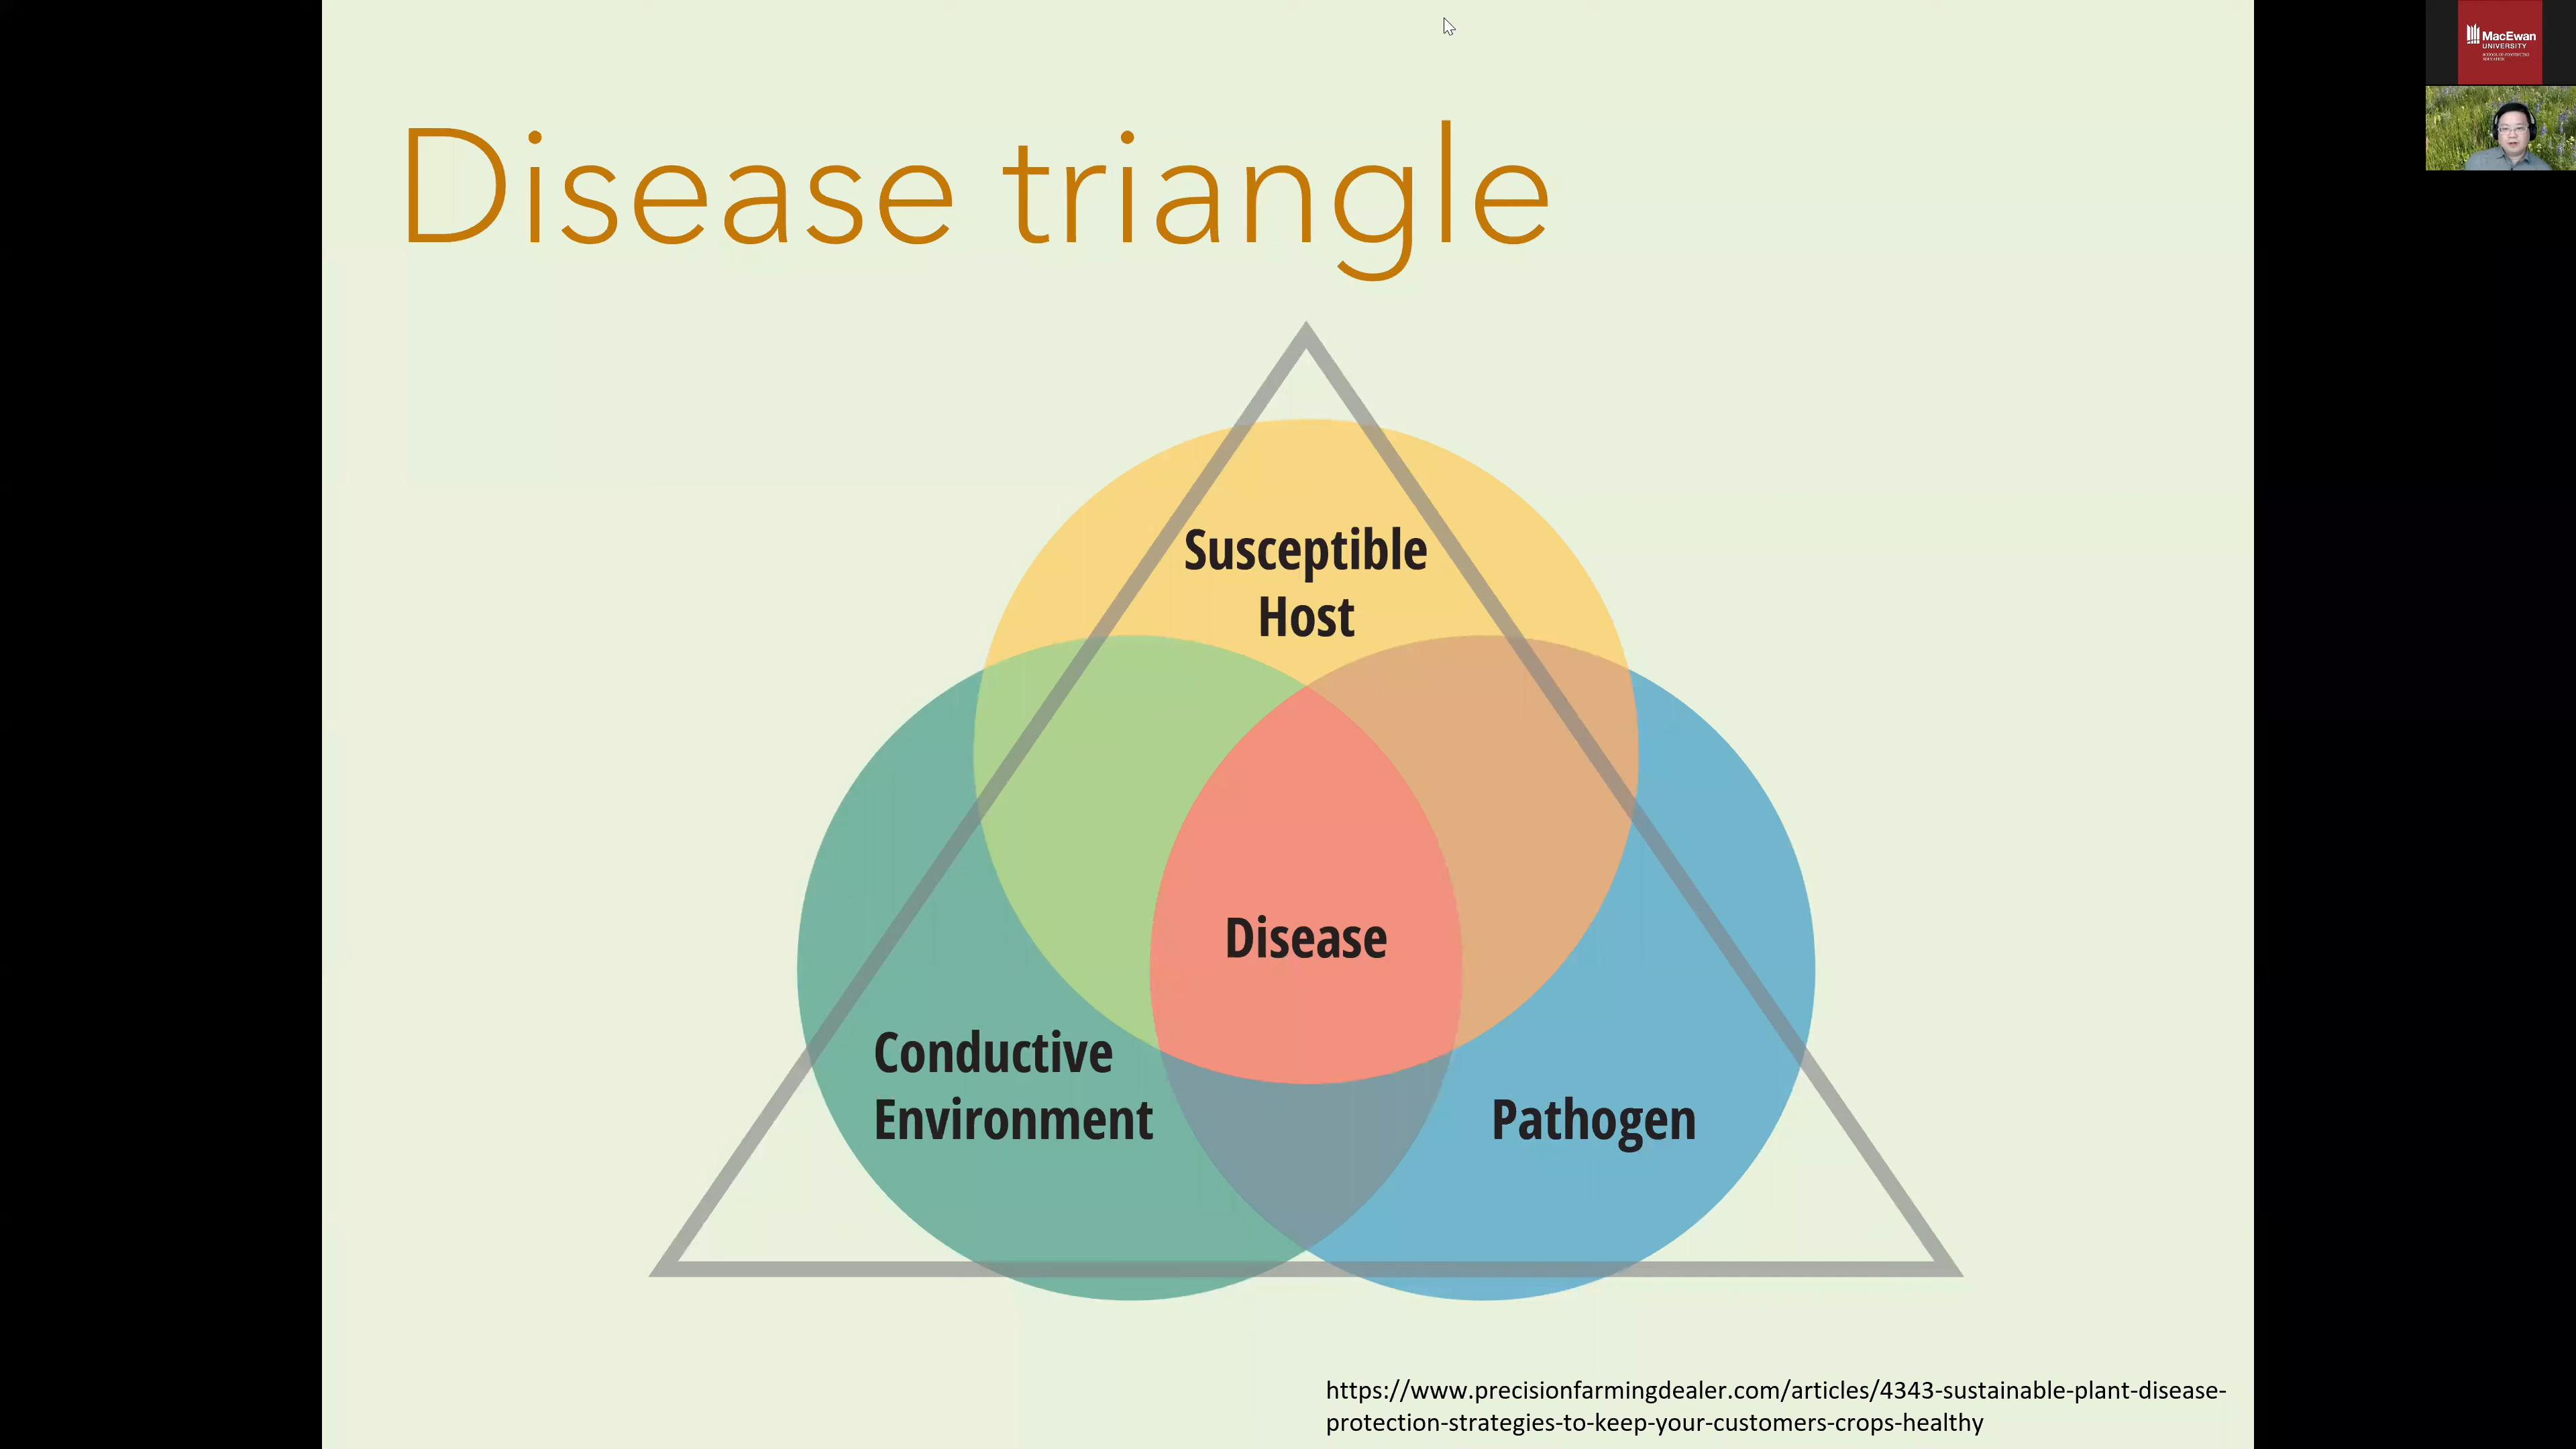 Disease triangle
Susceptible
Host
Disease
Conductive
Environment
Pathogen
https://www.precisionfarmingdealer.com/articles/4343-sustainable-plant-disease-
protection-strategies-to-keep-your-customers-crops-healthy
MacEwan
UNIVERSITY